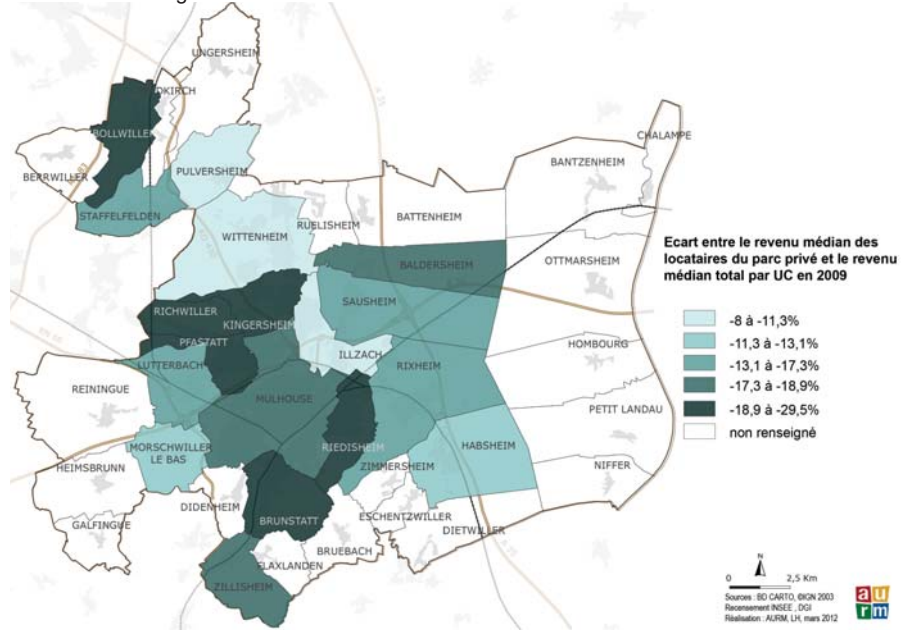 UNGERSHEIM
DKIRCH
BOLLWILLER
BERRWILLER
PULVERSHEIM
STAFFELFELDEN
CHALAMPE
BANTZENHEIM
RUELISHEIM
BATTENHEIM
WITTENHEIM
BALDERSHEIM
OTTMARSHEIM
SAUSHEIM
RICHWILLER
KINGERSHEIM
PFASTATT
ILLZACH
HOMBOURG
LUTTERBACH
RIXHEIM
REININGUE
MULHOUSE
PETIT LANDAU
MORSCHWILLER
LE BAS
RIEDISHEIM
HABSHEIM
ZIMMERSHEIM
HEIMSBRUNN
NIFFER
DIDENHEIM
ESCHENTZWILLER
GALFINGUE
BRUNSTATT
DIETWILLER
BRUEBACH
FLAXLANDEN
ZILLISHEIM
Ecart entre le revenu médian des
locataires du parc privé et le revenu
médian total par UC en 2009
-8 à -11,3%
-11,3 à -13,1%
-13,1 à -17,3%
-17,3 à -18,9%
-18,9 à -29,5%
non renseigné
N
0 2,5 Km
Sources : BD CARTO, ©IGN 2003
Recensement INSEE , DGI
Réalisation : AURM, LH, mars 2012
au
rm